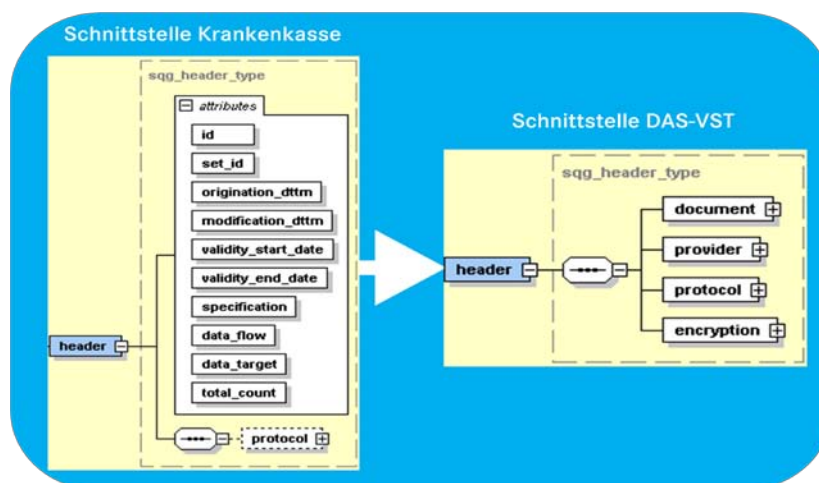 Schnittstelle Krankenkasse
sqg_header_type
attributes
id
set_id
origination_dttm
modification_dttm
validity_start_date
validity_end_date
specification
data_flow
data_target
total_count
header
protocol
Schnittstelle DAS-VST
sqg_header_type
document
provider
header
protocol
encryption